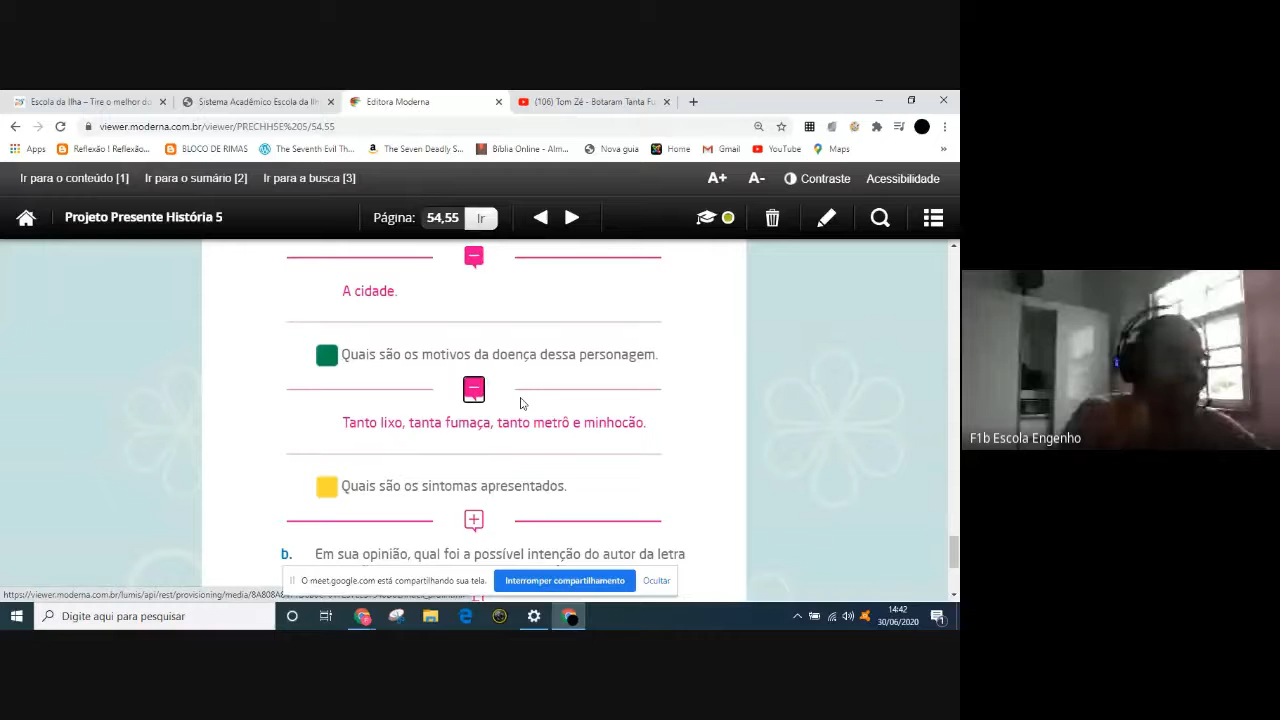 Escola da Ilha – Tire o melhor do
Sistema Acadêmico Escola da Ilh
Editora Moderna
(106) Tom Zé - Botaram Tanta Fu
viewer.moderna.com.br/viewer/PRECHHSE%205/54.55
Apps
Reflexão ! Reflexão...
BLOCO DE RIMAS
The Seventh Evil Th...
The Seven Deadly S...
Bíblia Online - Alm...
Nova guia
Home
Gmail
YouTube
Maps
Ir para o conteúdo [1]
Ir para o sumário [2]
Ir para a busca [3]
A+
A-
Contraste
Acessibilidade
Projeto Presente História 5
Página:
54,55
Ir
A cidade.
Quais são os motivos da doença dessa personagem.
Tanto lixo, tanta fumaça, tanto metrô e minhocão.
Quais são os sintomas apresentados.
b. Em sua opinião, qual foi a possível intenção do autor da letra
O meet.google.com está compartilhando sua tela.
Interromper compartilhamento
Ocultar
Digite aqui para pesquisar
14:42
30/06/2020
F1b Escola Engenho